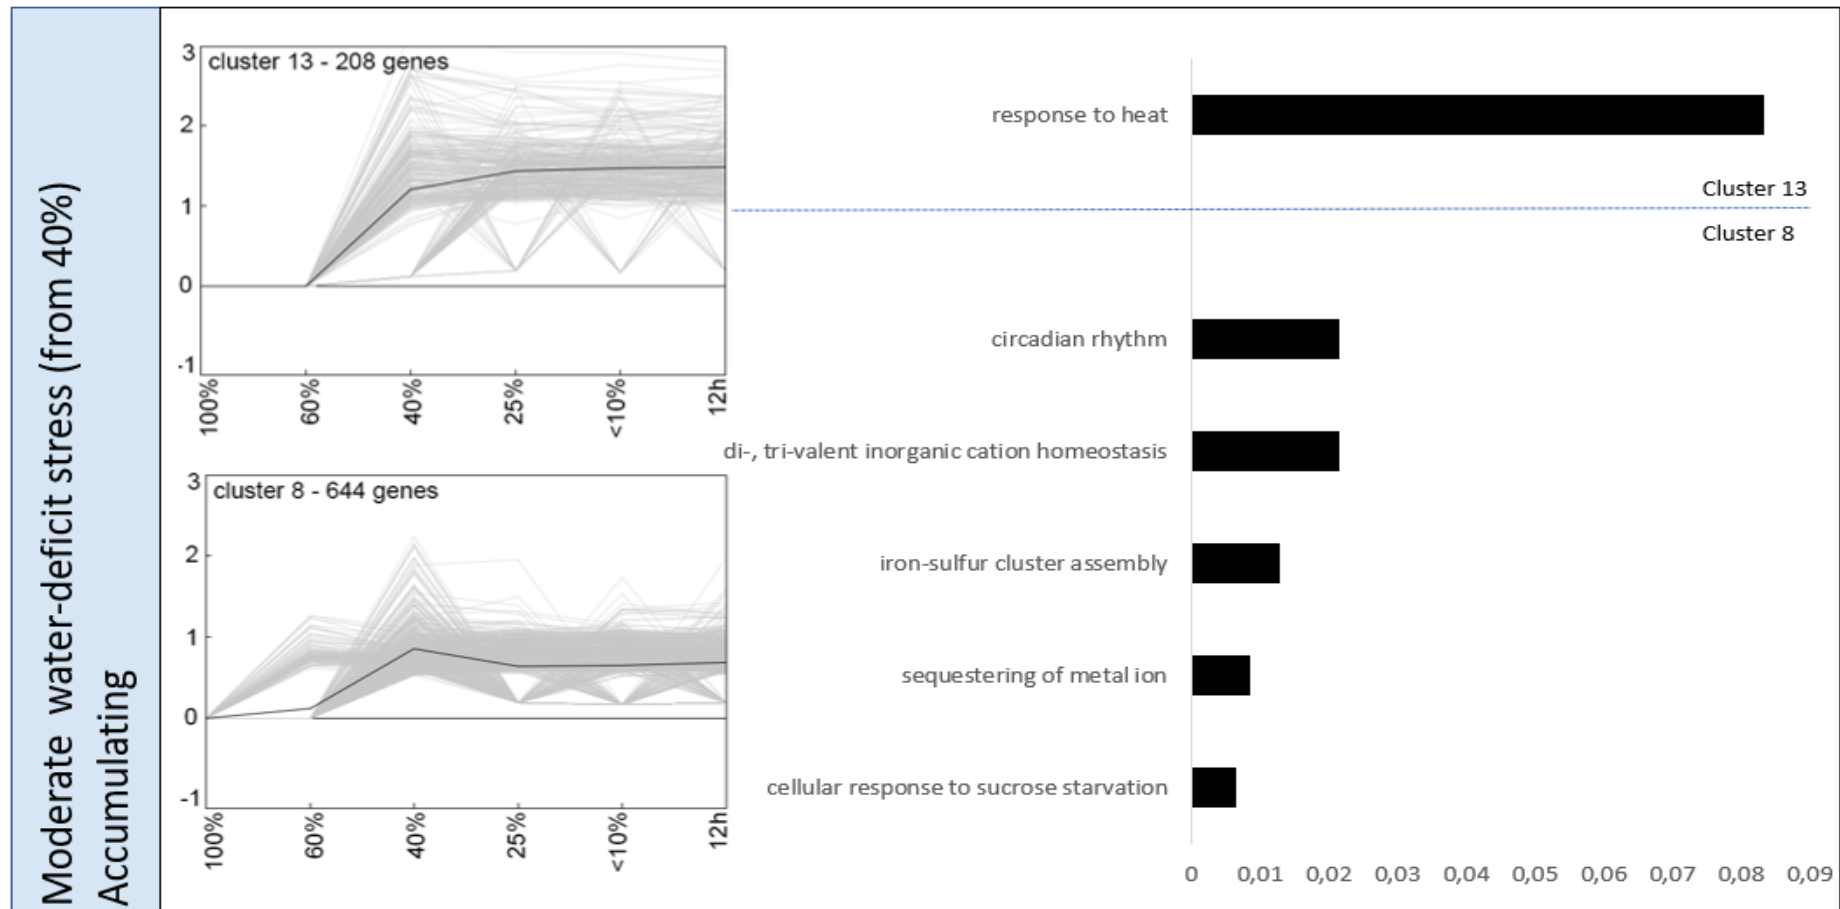 Moderate water-deficit stress (from 40%)
Accumulating
cluster 13 - 208 genes
3
2
1
0
-1
100%
60%
40%
25%
<10%
12h
cluster 8 - 644 genes
3
2
1
0
-1
100%
60%
40%
25%
<10%
12h
response to heat
Cluster 13
Cluster 8
circadian rhythm
di-, tri-valent inorganic cation homeostasis
iron-sulfur cluster assembly
sequestering of metal ion
cellular response to sucrose starvation
0 0,01 0,02 0,03 0,04 0,05 0,06 0,07 0,08 0,09